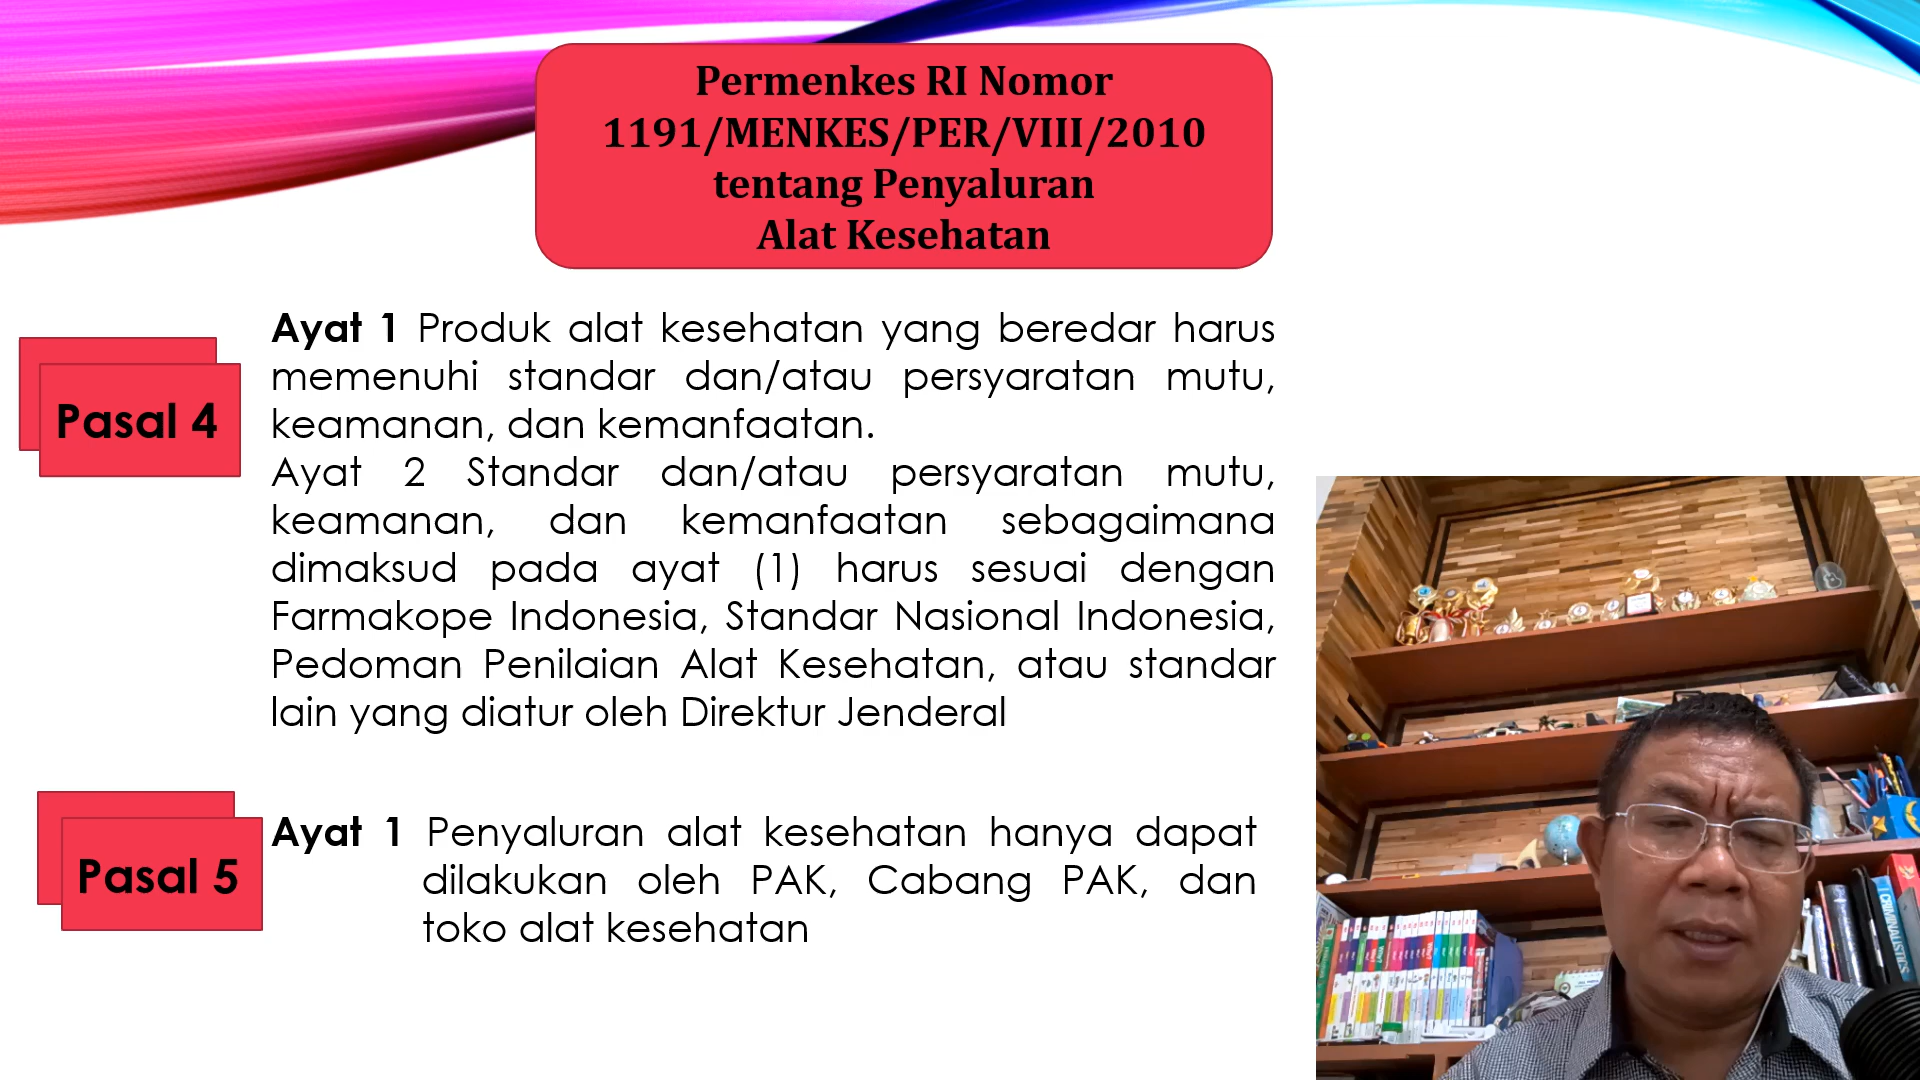 Permenkes RI Nomor
1191/MENKES/PER/VIII/2010
tentang Penyaluran
Alat Kesehatan
Pasal 4
Ayat 1 Produk alat kesehatan yang beredar harus
memenuhi standar dan/atau persyaratan mutu,
keamanan, dan kemanfaatan.
Ayat 2 Standar dan/atau persyaratan mutu,
keamanan, dan kemanfaatan sebagaimana
dimaksud pada ayat (1) harus sesuai dengan
Farmakope Indonesia, Standar Nasional Indonesia,
Pedoman Penilaian Alat Kesehatan, atau standar
lain yang diatur oleh Direktur Jenderal
Pasal 5
Ayat 1 Penyaluran alat kesehatan hanya dapat
dilakukan oleh PAK, Cabang PAK, dan
toko alat kesehatan
CRIMINALISTICS